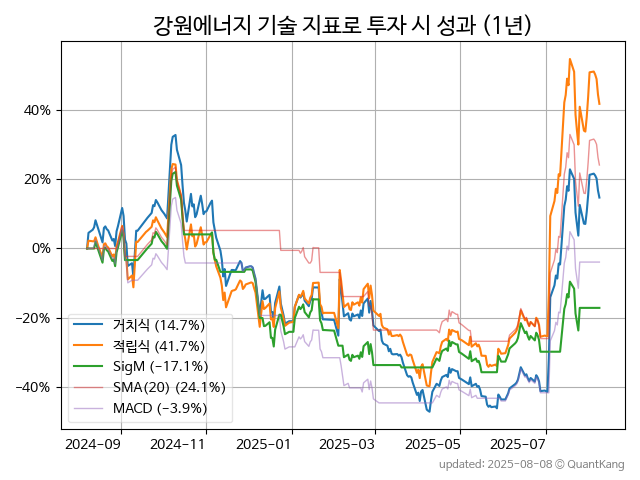 강원에너지 기술 지표로 투자 시 성과 (1년)
40%
20%
0%
−20%
−40%
거치식 (14.7%)
적립식 (41.7%)
SigM (−17.1%)
SMA(20) (24.1%)
MACD (−3.9%)
2024-09 2024-11 2025-01 2025-03 2025-05 2025-07
updated: 2025-08-08 © QuantKang